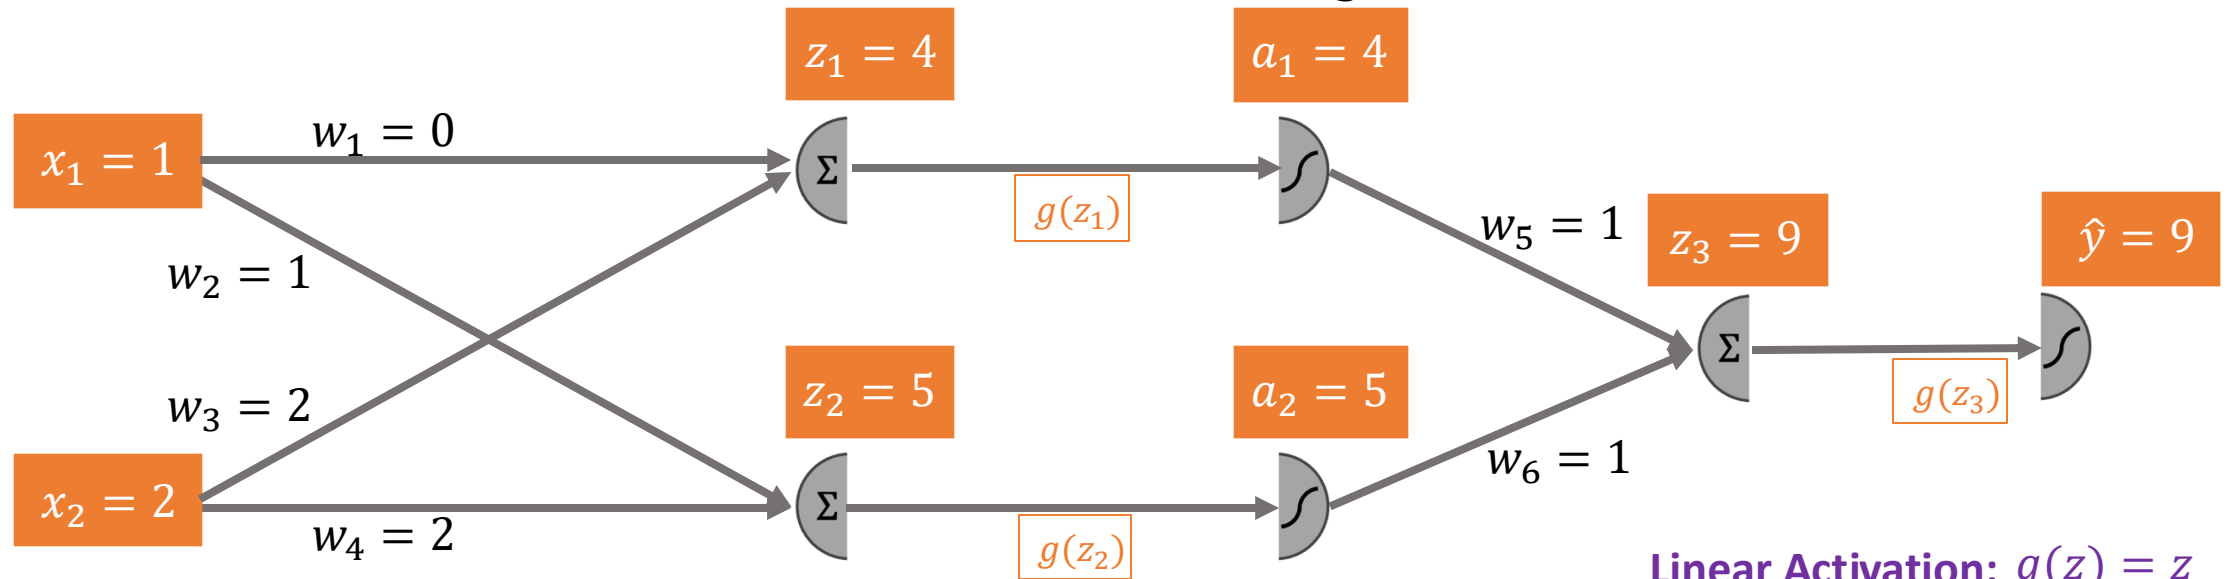 z₁ = 4
a₁ = 4
x₁ = 1
w₁ = 0
Σ
g(z₁)
w₅ = 1
z₃ = 9
ŷ = 9
w₂ = 1
Σ
g(z₃)
w₃ = 2
z₂ = 5
a₂ = 5
w₆ = 1
x₂ = 2
w₄ = 2
Σ
g(z₂)
Linear Activation: g(z) = z